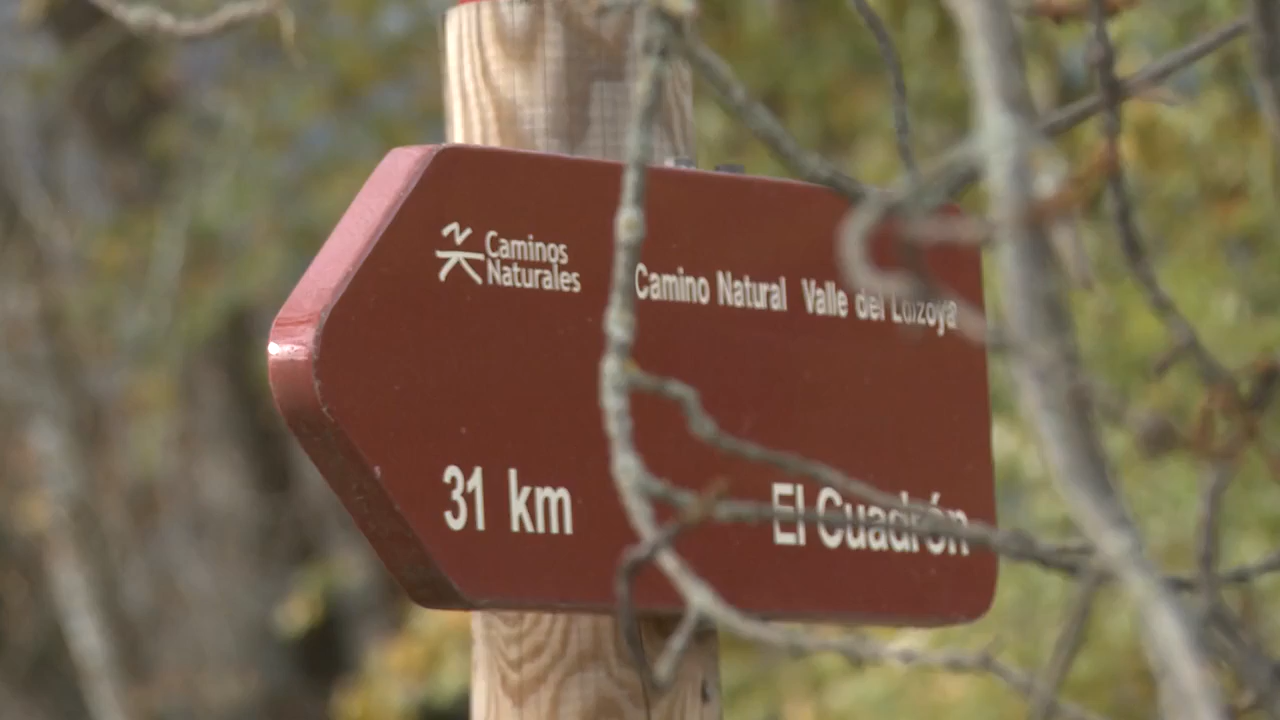 Caminos
Naturales
Camino Natural Valle del Lozoya
31 km
El Cuadrón